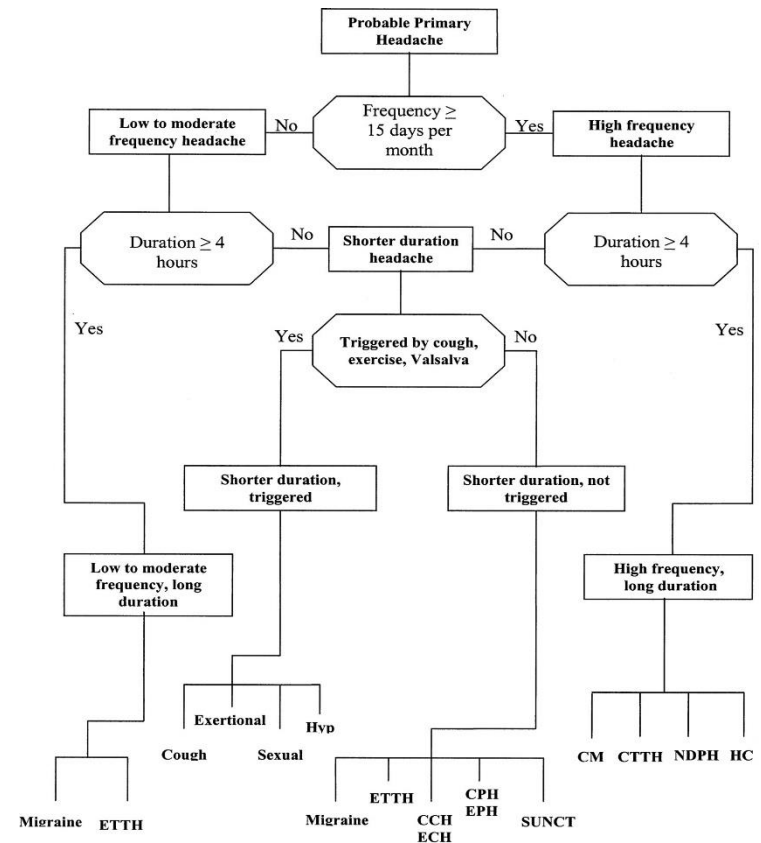 Probable Primary
Headache
Frequency ≥
15 days per
month
No
Yes
Low to moderate
frequency headache
High frequency
headache
Duration ≥ 4
hours
No
Shorter duration
headache
No
Duration ≥ 4
hours
Yes
Yes
Triggered by cough,
exercise, Valsalva
Yes
No
Shorter duration,
triggered
Shorter duration, not
triggered
Low to moderate
frequency, long
duration
High frequency,
long duration
Cough
Exertional
Sexual
Hyp
CM
CTTH
NDPH
HC
Migraine
ETTH
Migraine
ETTH
CCH
ECH
CPH
EPH
SUNCT